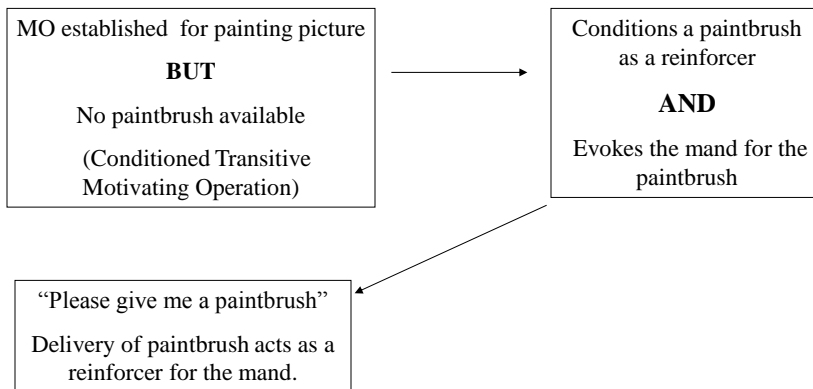 MO established  for painting picture
BUT
No paintbrush available
(Conditioned Transitive
Motivating Operation)
Conditions a paintbrush
as a reinforcer
AND
Evokes the mand for the
paintbrush
“Please give me a paintbrush”
Delivery of paintbrush acts as a
reinforcer for the mand.